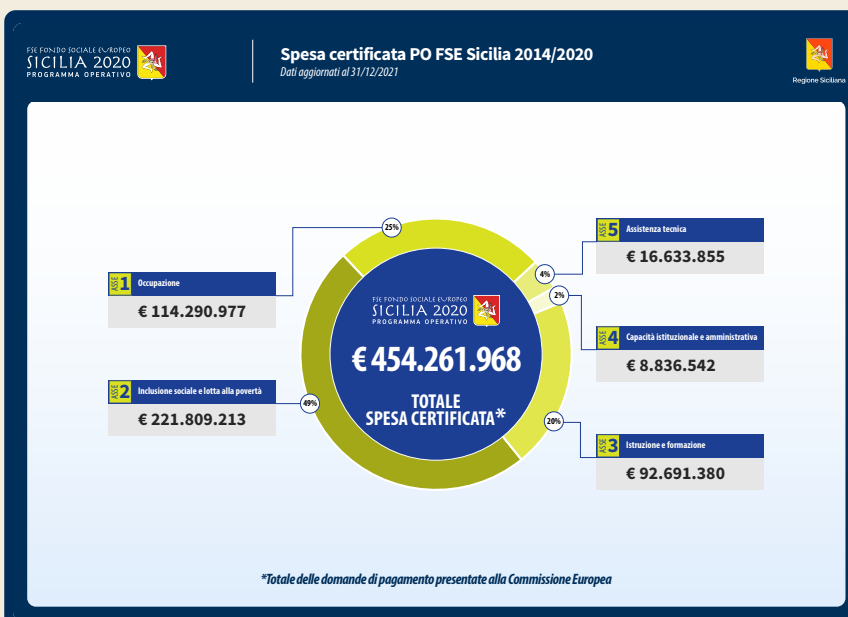 FSE FONDO SOCIALE EUROPEO
SICILIA 2020
PROGRAMMA OPERATIVO
Spesa certificata PO FSE Sicilia 2014/2020
Dati aggiornati al 31/12/2021
Regione Siciliana
25%
ASSE 1 Occupazione
€ 114.290.977
ASSE 2 Inclusione sociale e lotta alla povertà
€ 221.809.213
49%
FSE FONDO SOCIALE EUROPEO
SICILIA 2020
PROGRAMMA OPERATIVO
€ 454.261.968
TOTALE
SPESA CERTIFICATA*
ASSE 5 Assistenza tecnica
€ 16.633.855
4%
2%
ASSE 4 Capacità istituzionale e amministrativa
€ 8.836.542
20%
ASSE 3 Istruzione e formazione
€ 92.691.380
*Totale delle domande di pagamento presentate alla Commissione Europea